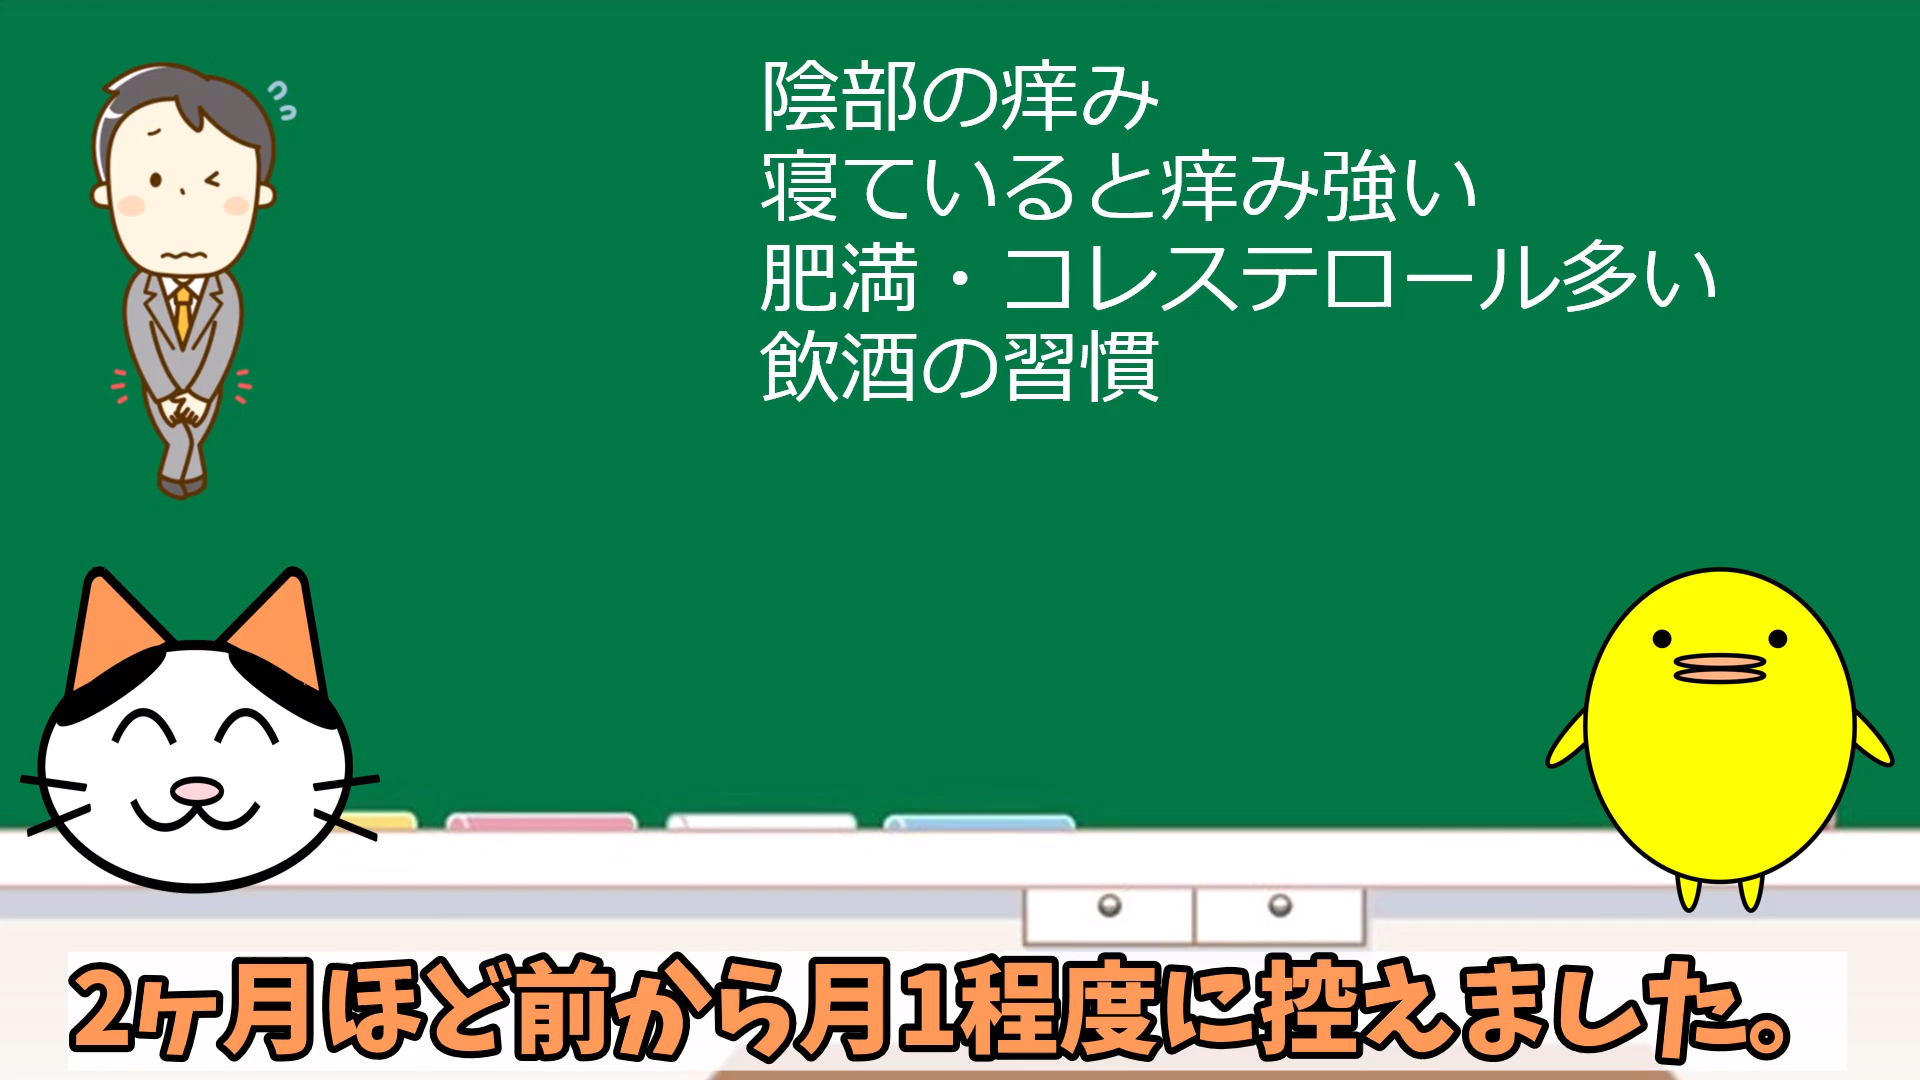 陰部の痒み
寝ていると痒み強い
肥満・コレステロール多い
飲酒の習慣
2ヶ月ほど前から月1程度に控えました。